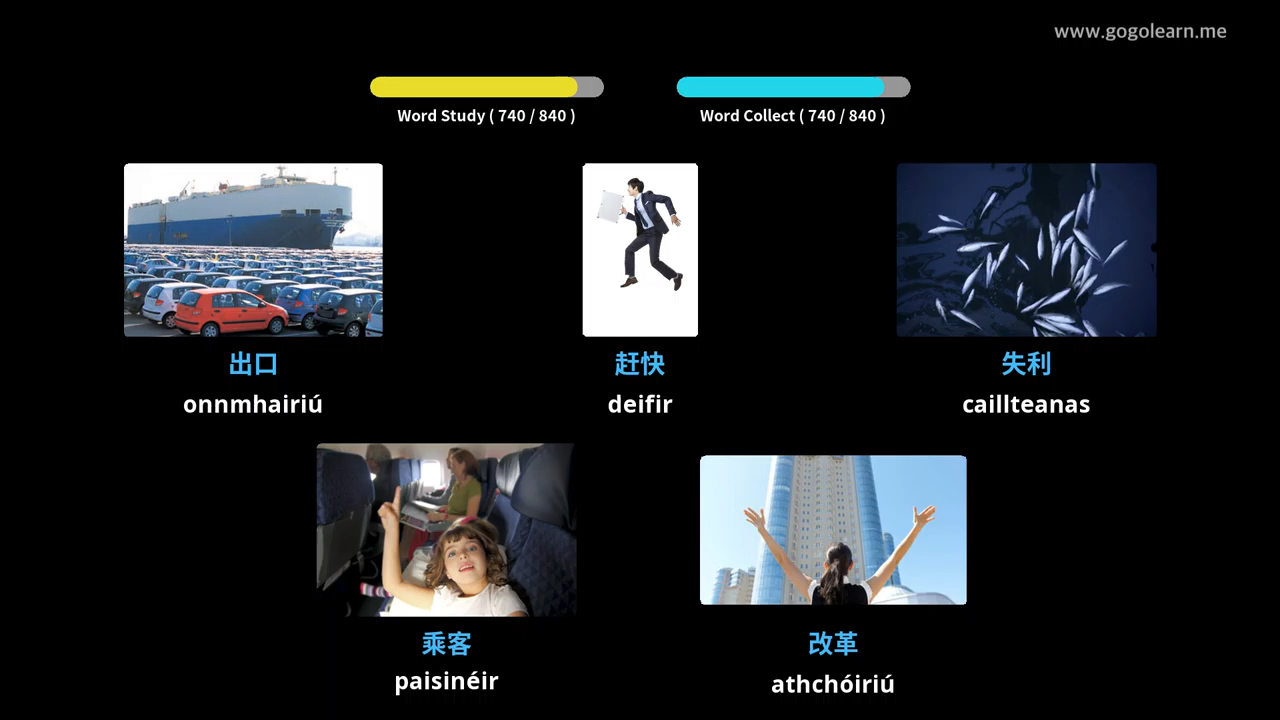 www.gogolearn.me
Word Study ( 740 / 840 )
Word Collect ( 740 / 840 )
出口
onnmhairiú
赶快
deifir
失利
caillteanas
乘客
paisinéir
改革
athchóiriú